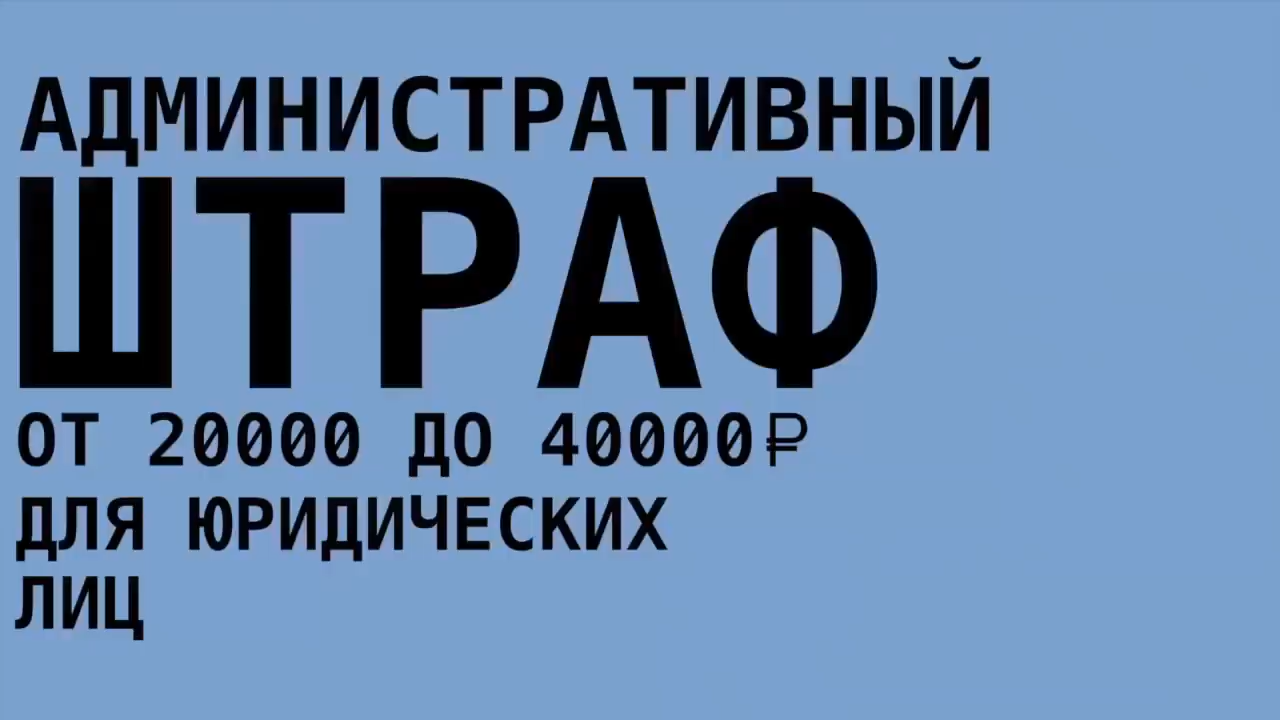 АДМИНИСТРАТИВНЫЙ
ШТРАФ
ОТ 20000 ДО 40000₽
ДЛЯ ЮРИДИЧЕСКИХ
ЛИЦ